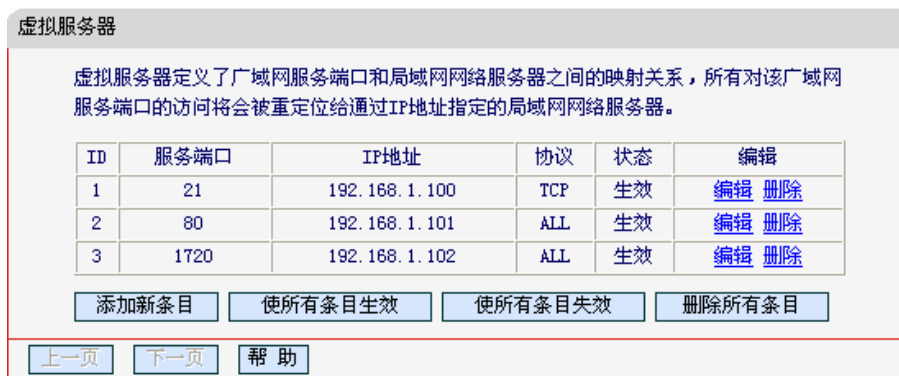 虚拟服务器
虚拟服务器定义了广域网服务端口和局域网网络服务器之间的映射关系，所有对该广域网
服务端口的访问将会被重定位给通过IP地址指定的局域网网络服务器。
ID 服务端口 IP地址 协议 状态 编辑
1 21 192.168.1.100 TCP 生效 编辑 删除
2 80 192.168.1.101 ALL 生效 编辑 删除
3 1720 192.168.1.102 ALL 生效 编辑 删除
添加新条目 使所有条目生效 使所有条目失效 删除所有条目
上一页 下一页 帮 助